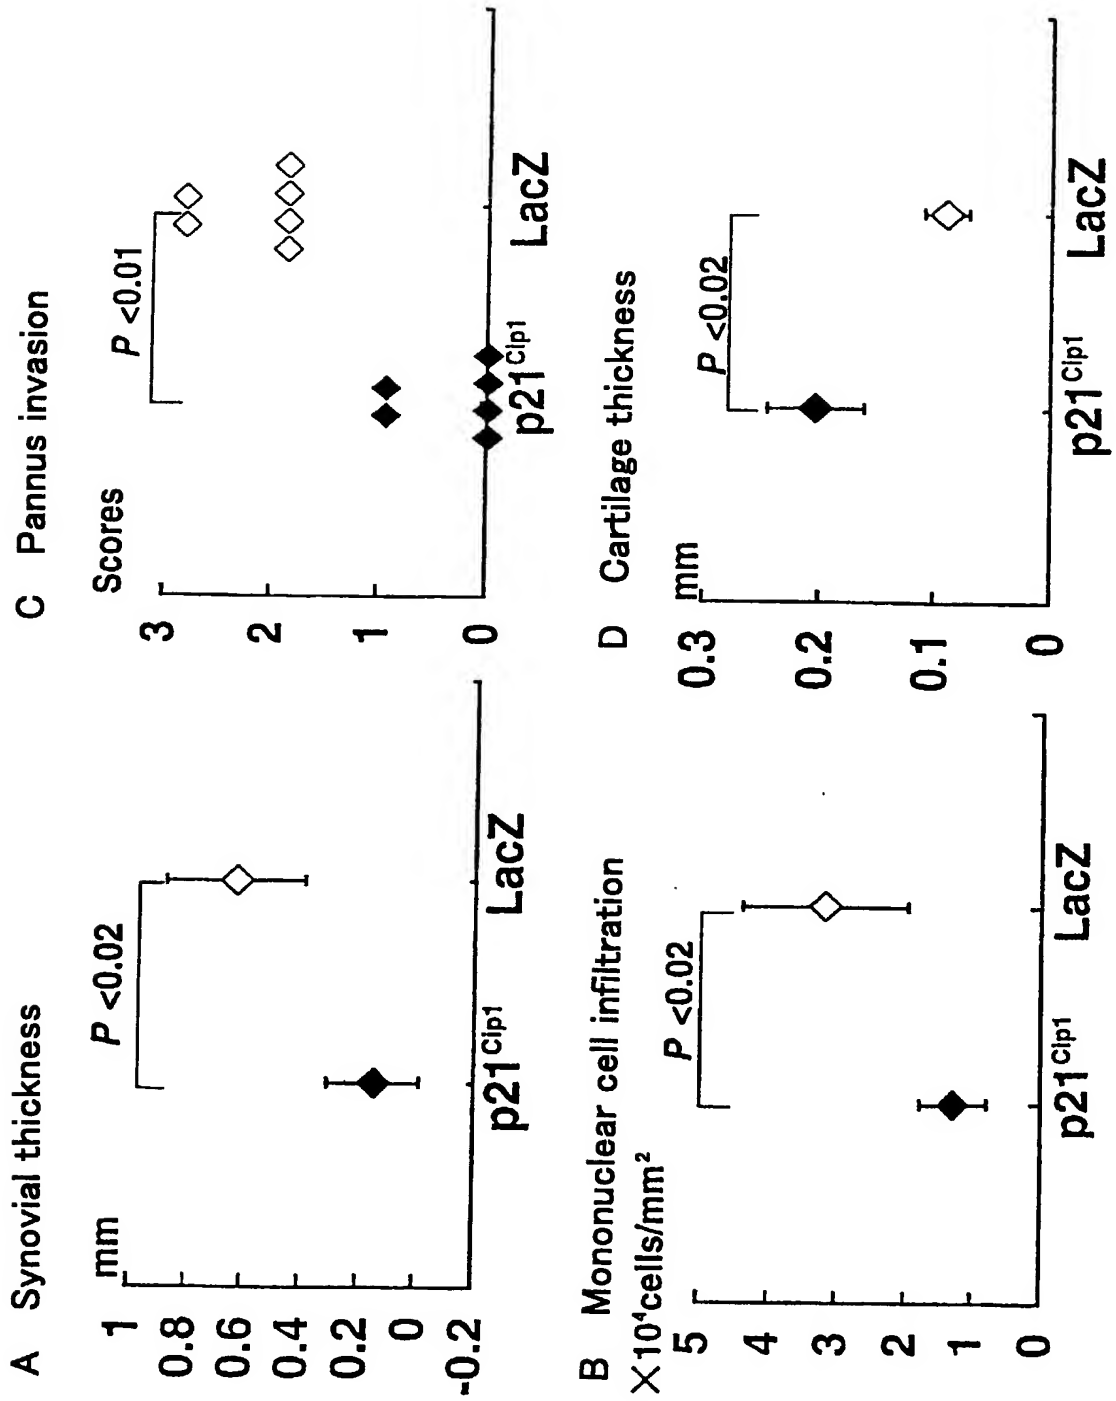 A Synovial thickness
mm
1
0.8
0.6
0.4
0.2
0
-0.2
P <0.02
p21Cip1
LacZ
B Mononuclear cell infiltration
×10⁴cells/mm²
5
4
3
2
1
0
P <0.02
p21Cip1
LacZ
C Pannus invasion
Scores
3
2
1
0
P <0.01
p21Cip1
LacZ
D Cartilage thickness
mm
0.3
0.2
0.1
0
P <0.02
p21Cip1
LacZ